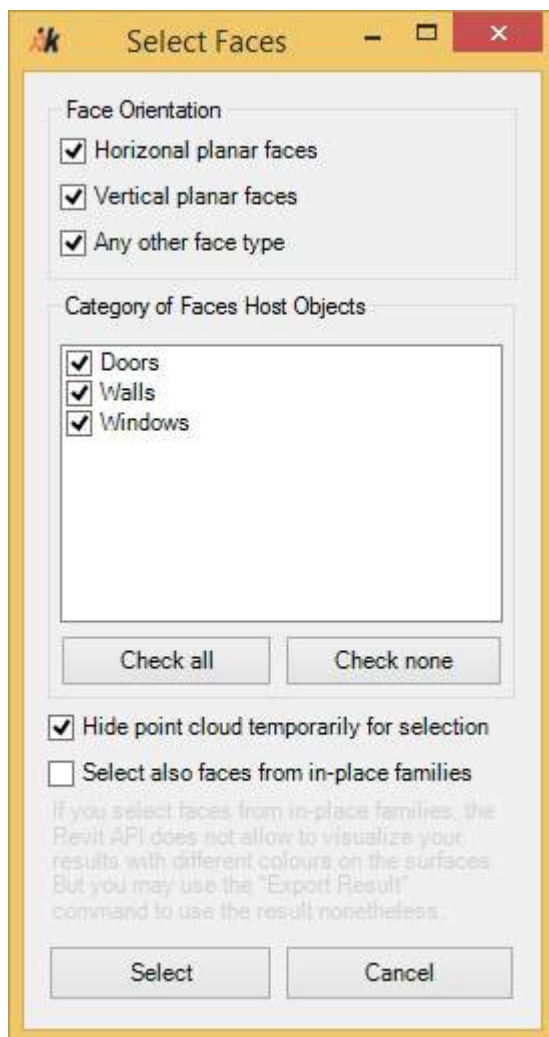 Select Faces
Face Orientation
Horizonal planar faces
Vertical planar faces
Any other face type
Category of Faces Host Objects
Doors
Walls
Windows
Check all
Check none
Hide point cloud temporarily for selection
Select also faces from in-place families
If you select faces from in-place families, the
Revit API does not allow to visualize your
results with different colours on the surfaces.
But you may use the "Export Result"
command to use the result nonetheless.
Select
Cancel